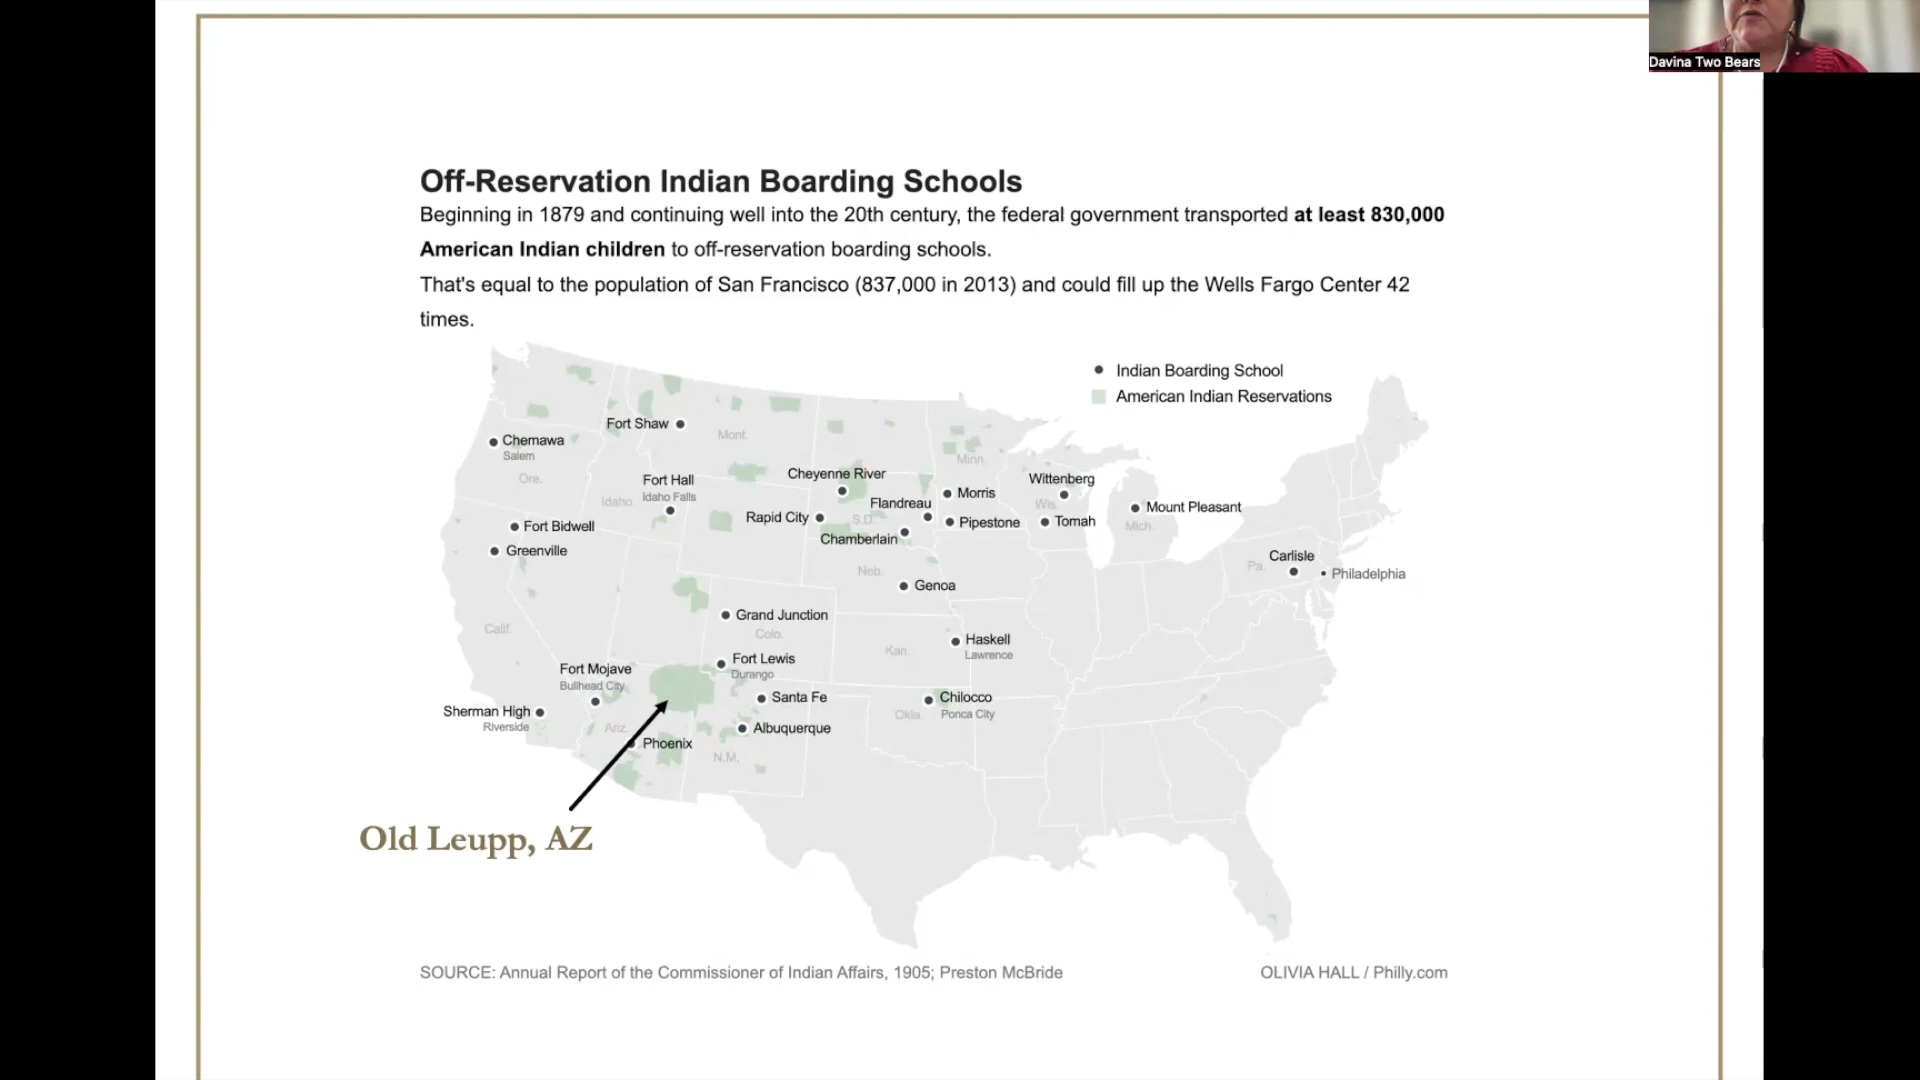 Davina Two Bears
Off-Reservation Indian Boarding Schools
Beginning in 1879 and continuing well into the 20th century, the federal government transported at least 830,000
American Indian children to off-reservation boarding schools.
That's equal to the population of San Francisco (837,000 in 2013) and could fill up the Wells Fargo Center 42
times.
Indian Boarding School
American Indian Reservations
Fort Shaw
Mont.
Chemawa
Salem
Ore.
Minn.
Fort Hall
Idaho Falls
Idaho
Cheyenne River
Wittenberg
Wis.
Morris
Flandreau
Mount Pleasant
Mich.
Rapid City
S.D.
Pipestone
Tomah
Fort Bidwell
Chamberlain
Greenville
Carlisle
Pa.
Philadelphia
Neb.
Genoa
Grand Junction
Colo.
Calif.
Haskell
Lawrence
Kan.
Fort Lewis
Durango
Fort Mojave
Bullhead City
Santa Fe
Chilocco
Ponca City
Okla.
Sherman High
Riverside
Ariz.
Albuquerque
Phoenix
N.M.
Old Leupp, AZ
SOURCE: Annual Report of the Commissioner of Indian Affairs, 1905; Preston McBride
OLIVIA HALL / Philly.com